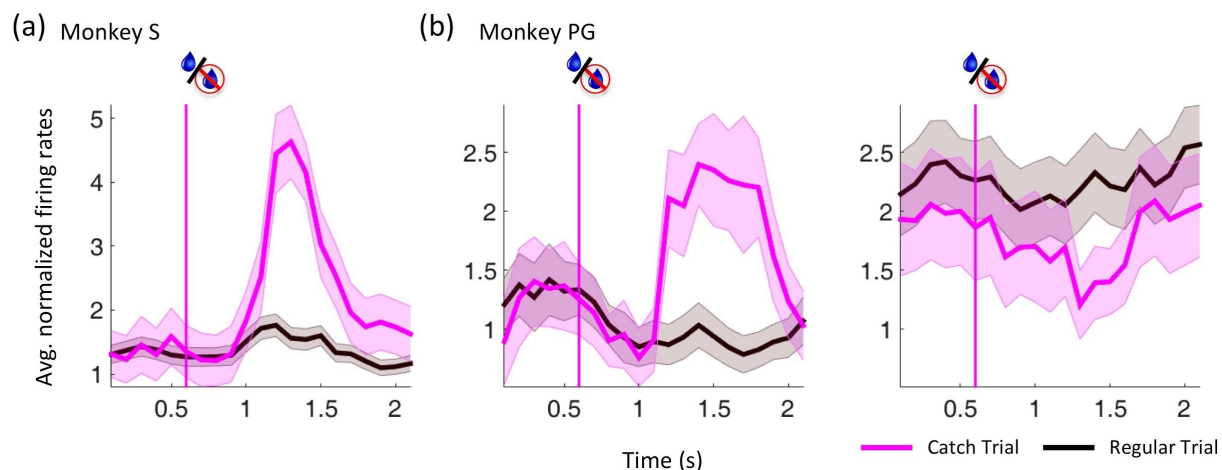 (a) Monkey S
(b) Monkey PG
Avg. normalized firing rates
5
4
3
2
1
0.5 1 1.5 2
2.5
2
1.5
1
0.5 1 1.5 2
2.5
2
1.5
1
0.5 1 1.5 2
Time (s)
Catch Trial Regular Trial